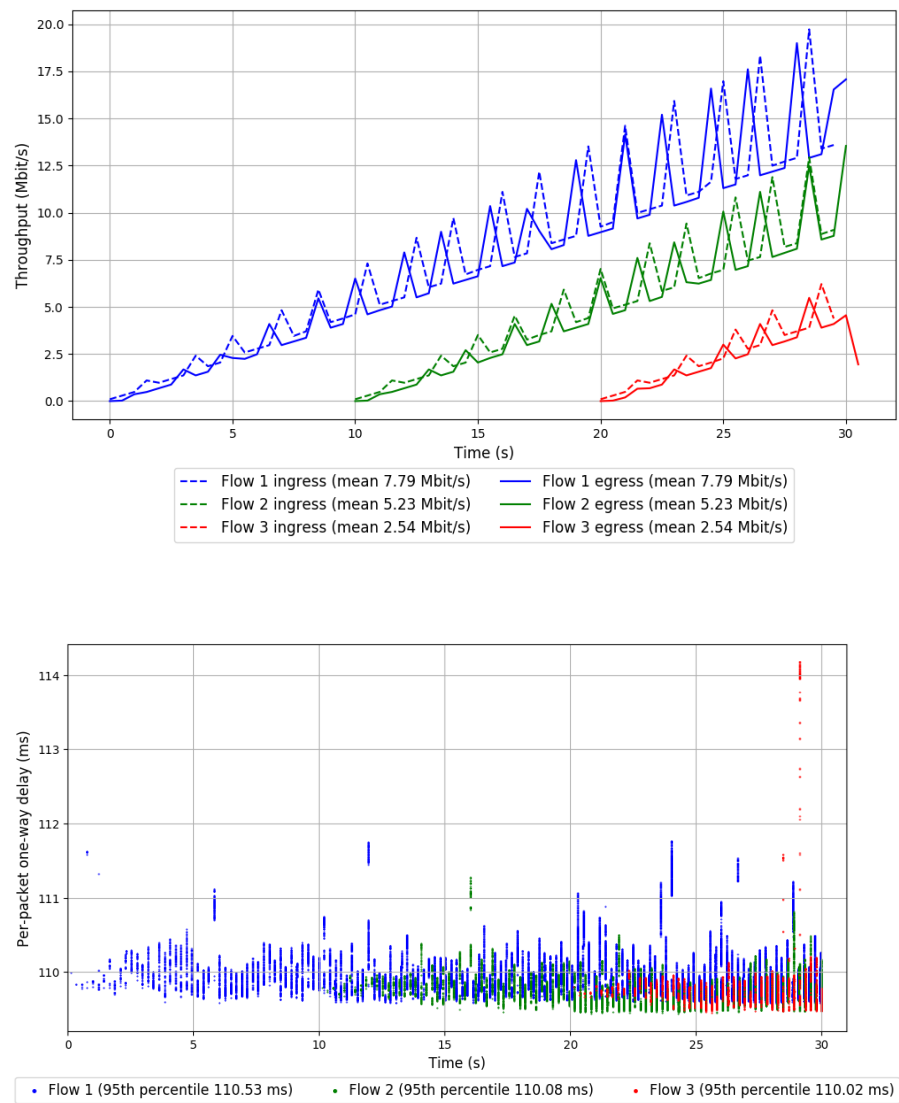 20.0
17.5
15.0
12.5
10.0
7.5
5.0
2.5
0.0
Throughput (Mbit/s)
0 5 10 15 20 25 30
Time (s)
Flow 1 ingress (mean 7.79 Mbit/s) Flow 1 egress (mean 7.79 Mbit/s)
Flow 2 ingress (mean 5.23 Mbit/s) Flow 2 egress (mean 5.23 Mbit/s)
Flow 3 ingress (mean 2.54 Mbit/s) Flow 3 egress (mean 2.54 Mbit/s)
114
113
112
111
110
Per-packet one-way delay (ms)
0 5 10 15 20 25 30
Time (s)
Flow 1 (95th percentile 110.53 ms) Flow 2 (95th percentile 110.08 ms) Flow 3 (95th percentile 110.02 ms)